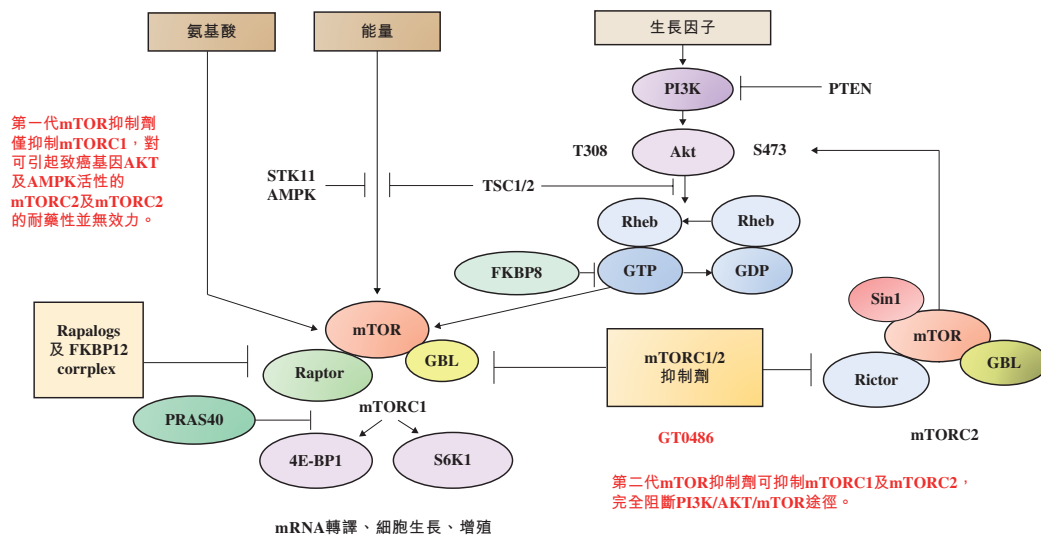 氨基酸
能量
生長因子
PI3K
PTEN
第一代mTOR抑制劑
僅抑制mTORC1，對
可引起致癌基因AKT
及AMPK活性的
mTORC2及mTORC2
的耐藥性並無效力。
T308
Akt
S473
STK11
AMPK
TSC1/2
Rheb
Rheb
FKBP8
GTP
GDP
Sin1
Rapalogs
及 FKBP12
corrplex
mTOR
GBL
Raptor
mTORC1/2
抑制劑
mTOR
GBL
Rictor
PRAS40
mTORC1
4E-BP1
S6K1
GT0486
mTORC2
第二代mTOR抑制劑可抑制mTORC1及mTORC2，
完全阻斷PI3K/AKT/mTOR途徑。
mRNA轉譯、細胞生長、增殖